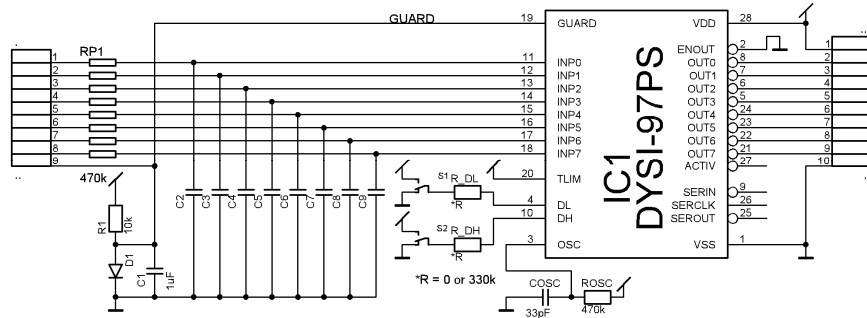 GUARD 19 GUARD VDD 28
RP1
ENOUT 2
1 11 INP0 OUT0 8 1
2 12 INP1 OUT1 7 2
3 13 INP2 OUT2 6 3
4 14 INP3 OUT3 5 4
5 15 INP4 OUT4 24 5
6 16 INP5 OUT5 23 6
7 17 INP6 OUT6 22 7
8 18 INP7 OUT7 21 8
9 ACTIV 27 9
10
470k
IC1
DYSI-97PS
C2 C3 C4 C5 C6 C7 C8 C9
S1 R_DL 20 TLIM
*R 4 DL SERIN 9
S2 R_DH 10 DH SERCLK 26
*R SEROUT 25
3 OSC VSS 1
R1 10k
D1
C1 1uF
*R = 0 or 330k
COSC ROSC
33pF 470k